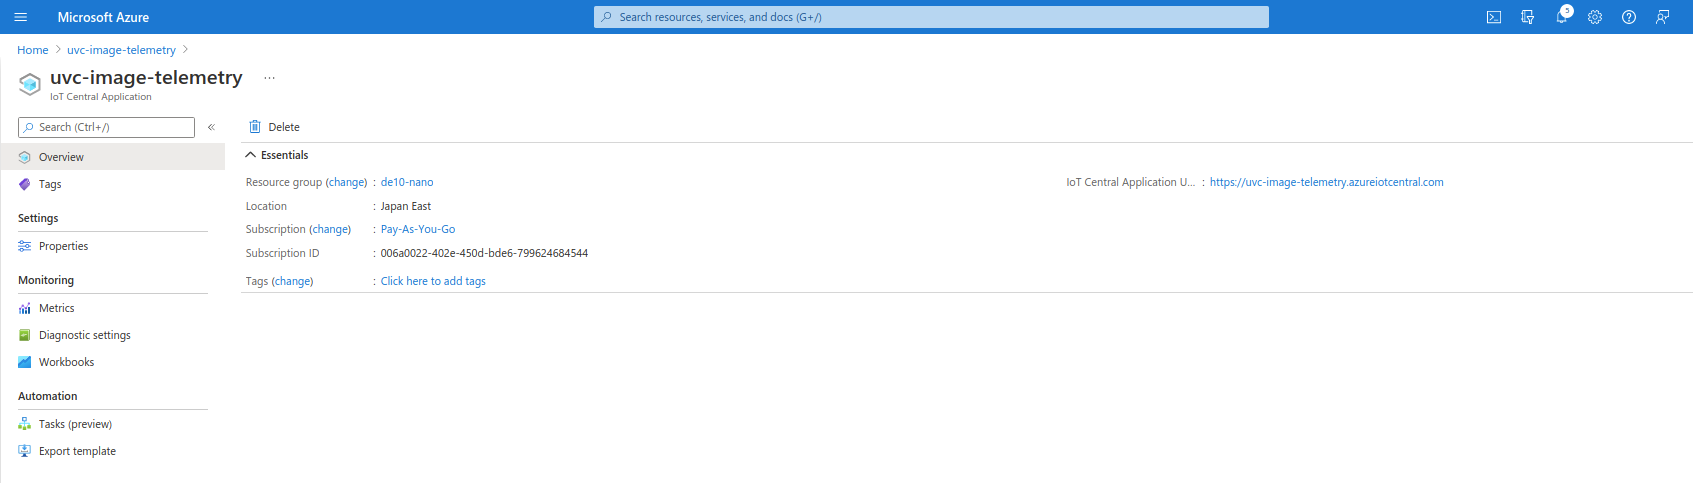 Microsoft Azure
Search resources, services, and docs (G+/)
5
Home > uvc-image-telemetry >
uvc-image-telemetry ...
IoT Central Application
Search (Ctrl+/)
«
Delete
Overview
Tags
Settings
Properties
Monitoring
Metrics
Diagnostic settings
Workbooks
Automation
Tasks (preview)
Export template
Essentials
Resource group (change) : de10-nano
Location : Japan East
Subscription (change) : Pay-As-You-Go
Subscription ID : 006a0022-402e-450d-bde6-799624684544
Tags (change) : Click here to add tags
IoT Central Application U... : https://uvc-image-telemetry.azureiotcentral.com